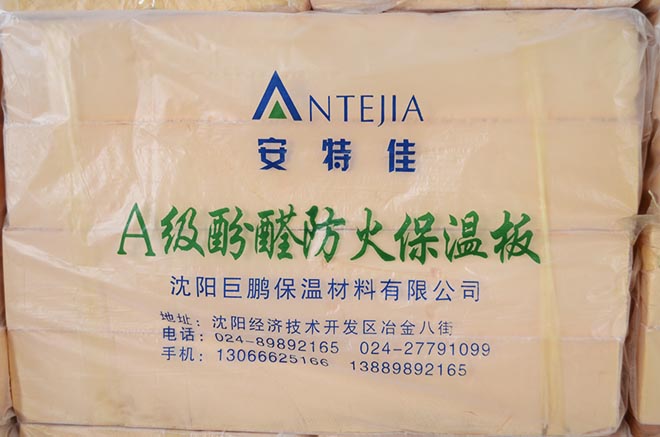 ANTEJIA
安特佳
A级酚醛防火保温板
沈阳巨鹏保温材料有限公司
地址：沈阳经济技术开发区冶金八街
电话：024-89892165 024-27791099
手机：13066625166 13889892165